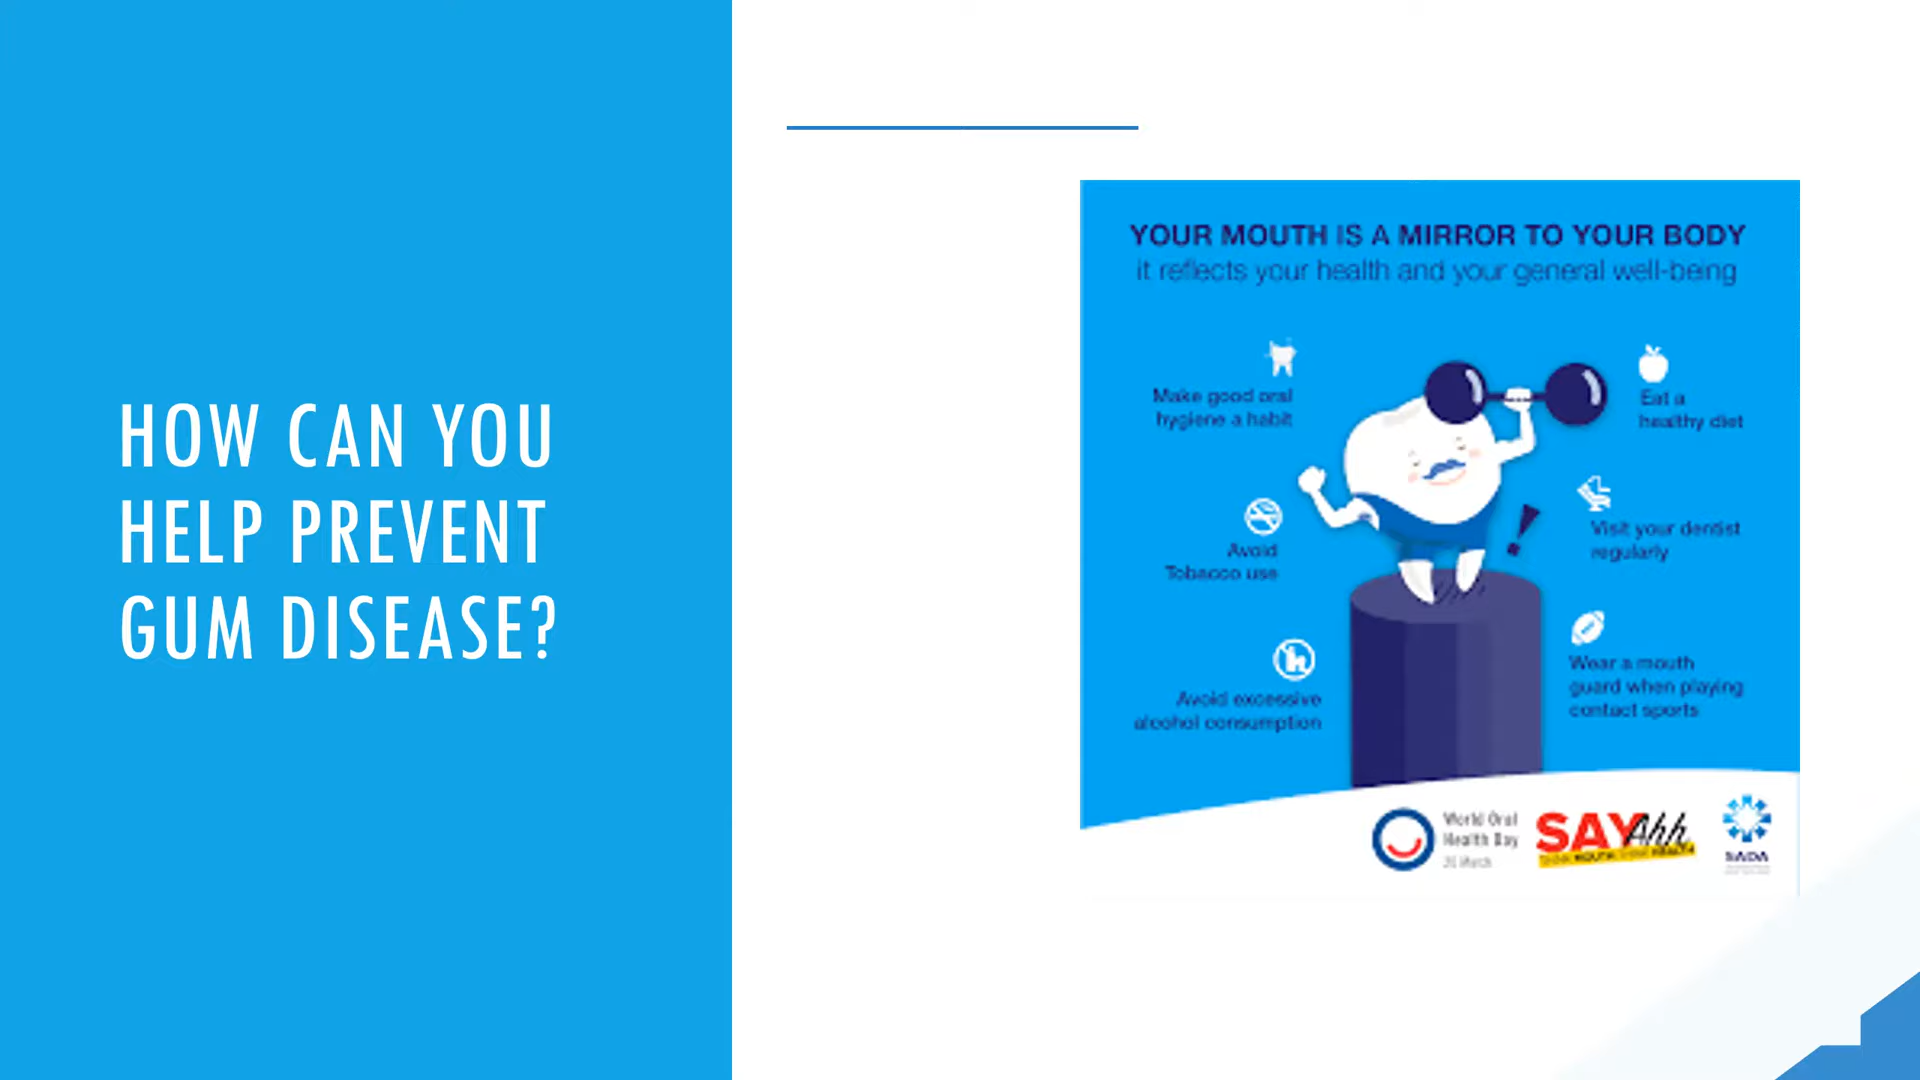 HOW CAN YOU
HELP PREVENT
GUM DISEASE?
YOUR MOUTH IS A MIRROR TO YOUR BODY
it reflects your health and your general well-being
Make good oral
hygiene a habit
Avoid
Tobacco use
Avoid excessive
alcohol consumption
Eat a
healthy diet
Visit your dentist
regularly
Wear a mouth
guard when playing
contact sports
World Oral
Health Day
SAY Ahh
MOUTH HEALTH
SADA